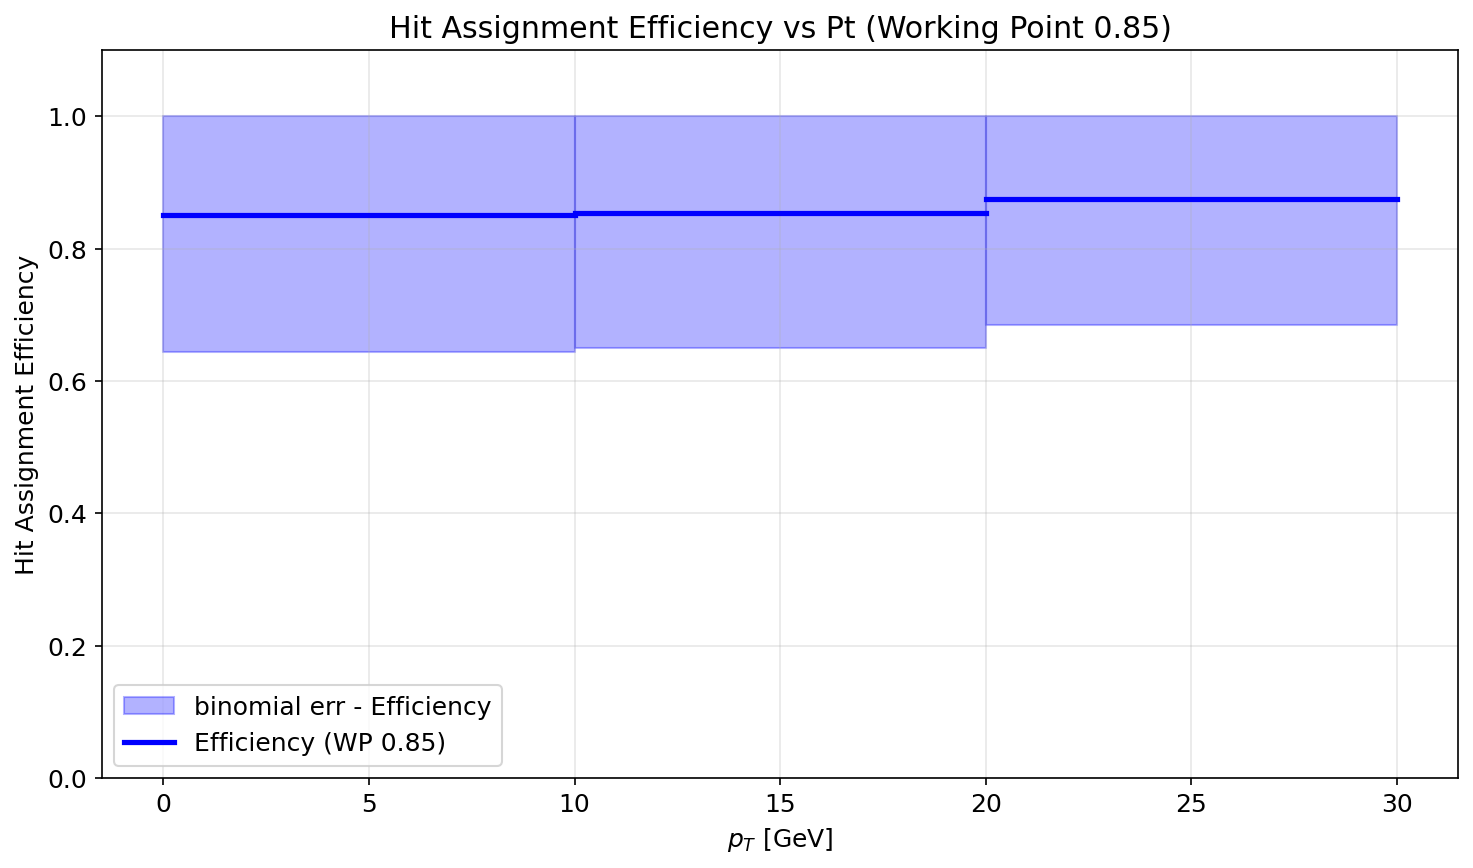 Hit Assignment Efficiency vs Pt (Working Point 0.85)
Hit Assignment Efficiency
1.0
0.8
0.6
0.4
0.2
0.0
binomial err - Efficiency
Efficiency (WP 0.85)
0 5 10 15 20 25 30
$p_T$ [GeV]